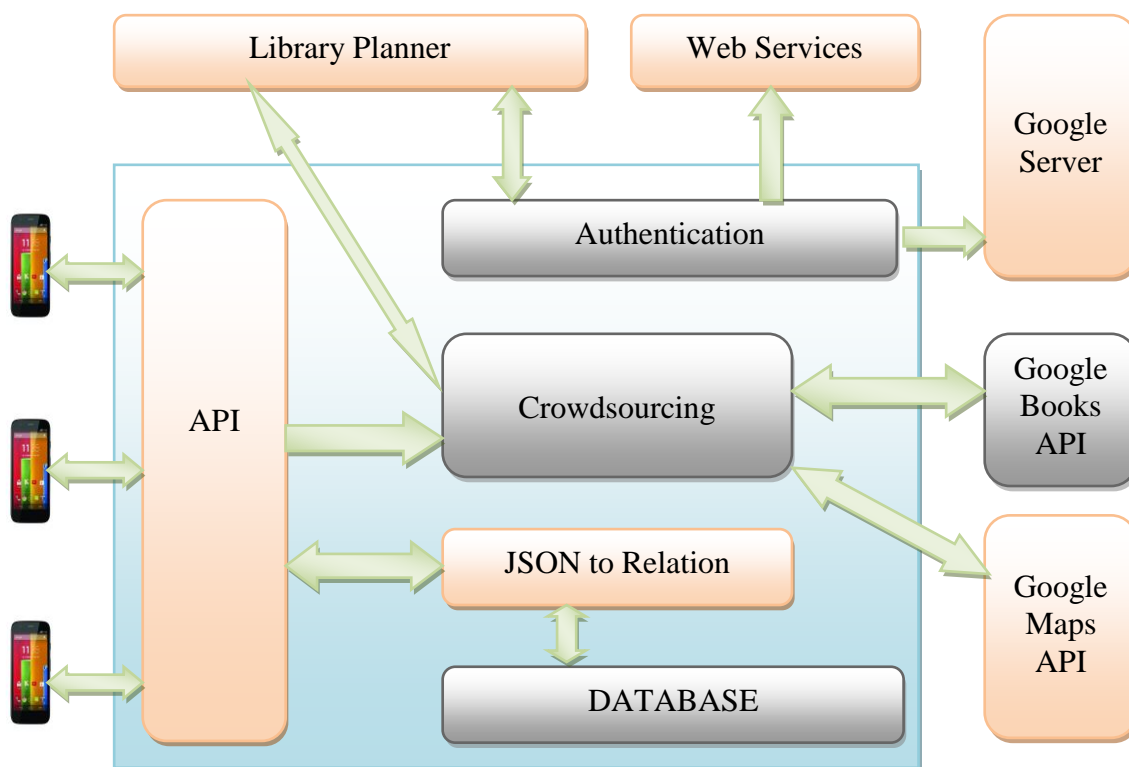 Library Planner
Web Services
Google
Server
Authentication
API
Crowdsourcing
Google
Books
API
JSON to Relation
Google
Maps
API
DATABASE